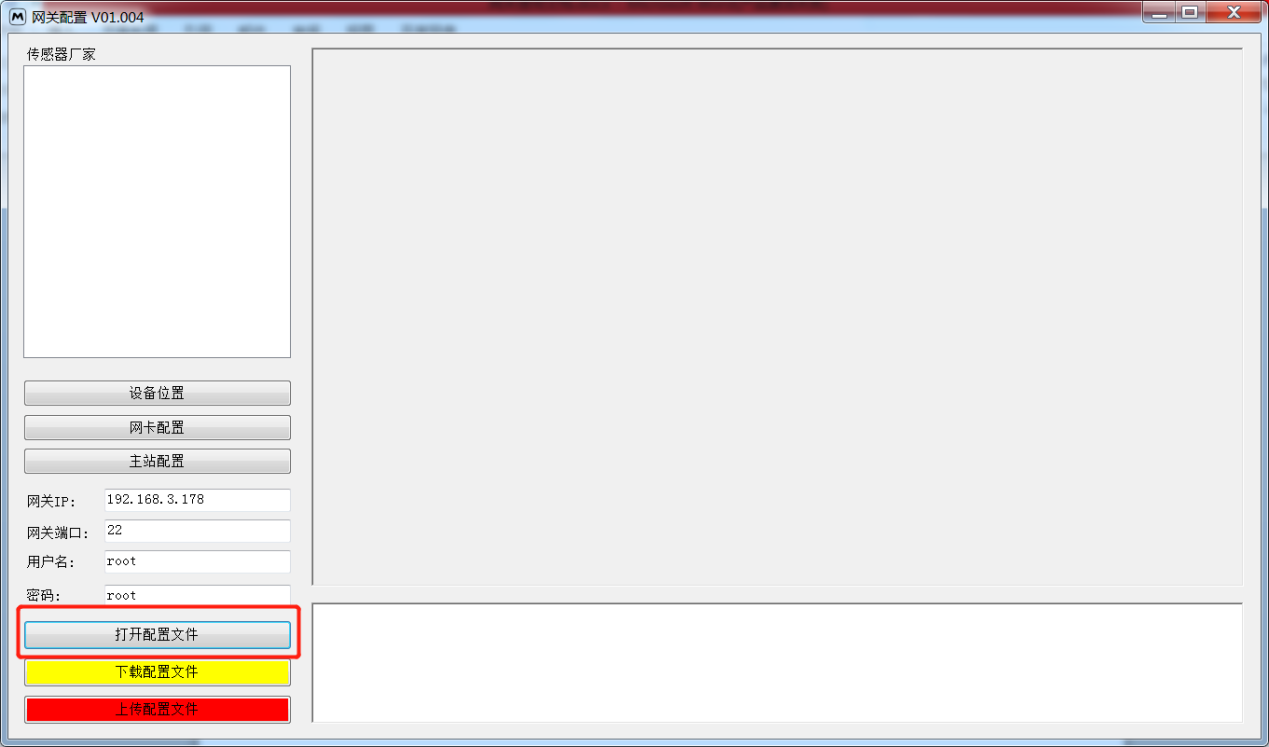 网关配置 V01.004
传感器厂家
设备位置
网卡配置
主站配置
网关IP: 192.168.3.178
网关端口: 22
用户名: root
密码: root
打开配置文件
下载配置文件
上传配置文件